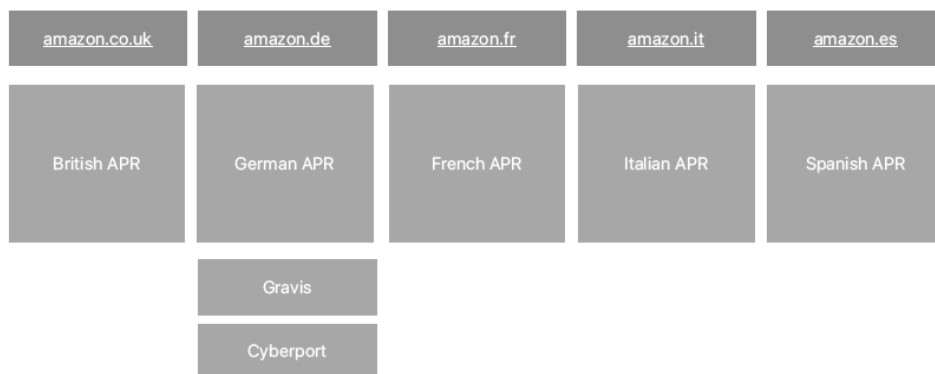 amazon.co.uk amazon.de amazon.fr amazon.it amazon.es
British APR German APR French APR Italian APR Spanish APR
Gravis
Cyberport